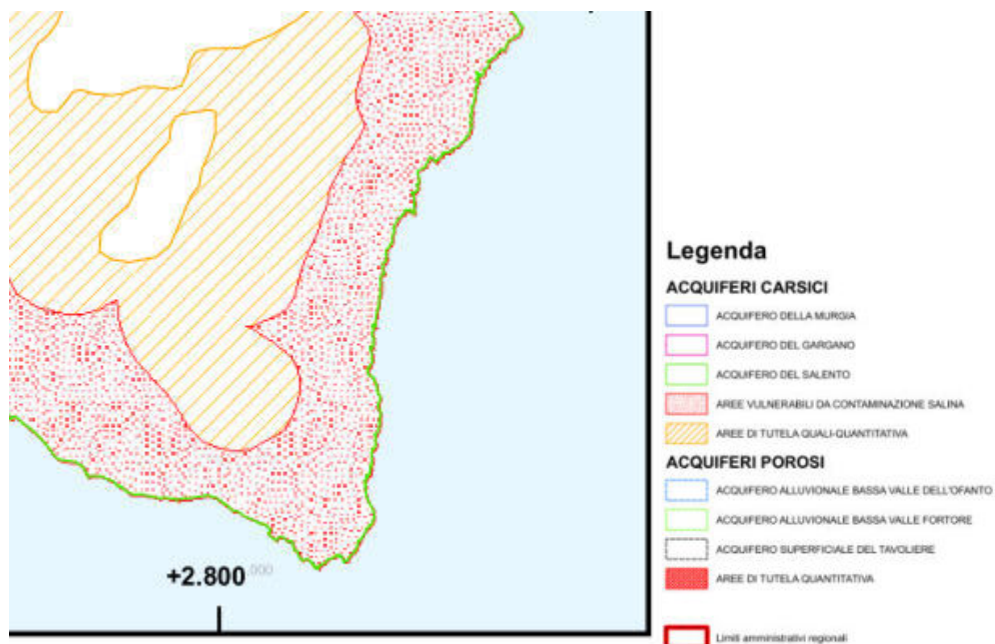 +2.800 000
Legenda
ACQUIFERI CARSICI
ACQUIFERO DELLA MURGIA
ACQUIFERO DEL GARGANO
ACQUIFERO DEL SALENTO
AREE VULNERABILI DA CONTAMINAZIONE SALINA
AREE DI TUTELA QUALI-QUANTITATIVA
ACQUIFERI POROSI
ACQUIFERO ALLUVIONALE BASSA VALLE DELL'OFANTO
ACQUIFERO ALLUVIONALE BASSA VALLE FORTORE
ACQUIFERO SUPERFICIALE DEL TAVOLIERE
AREE DI TUTELA QUANTITATIVA
Limiti amministrativi regionali